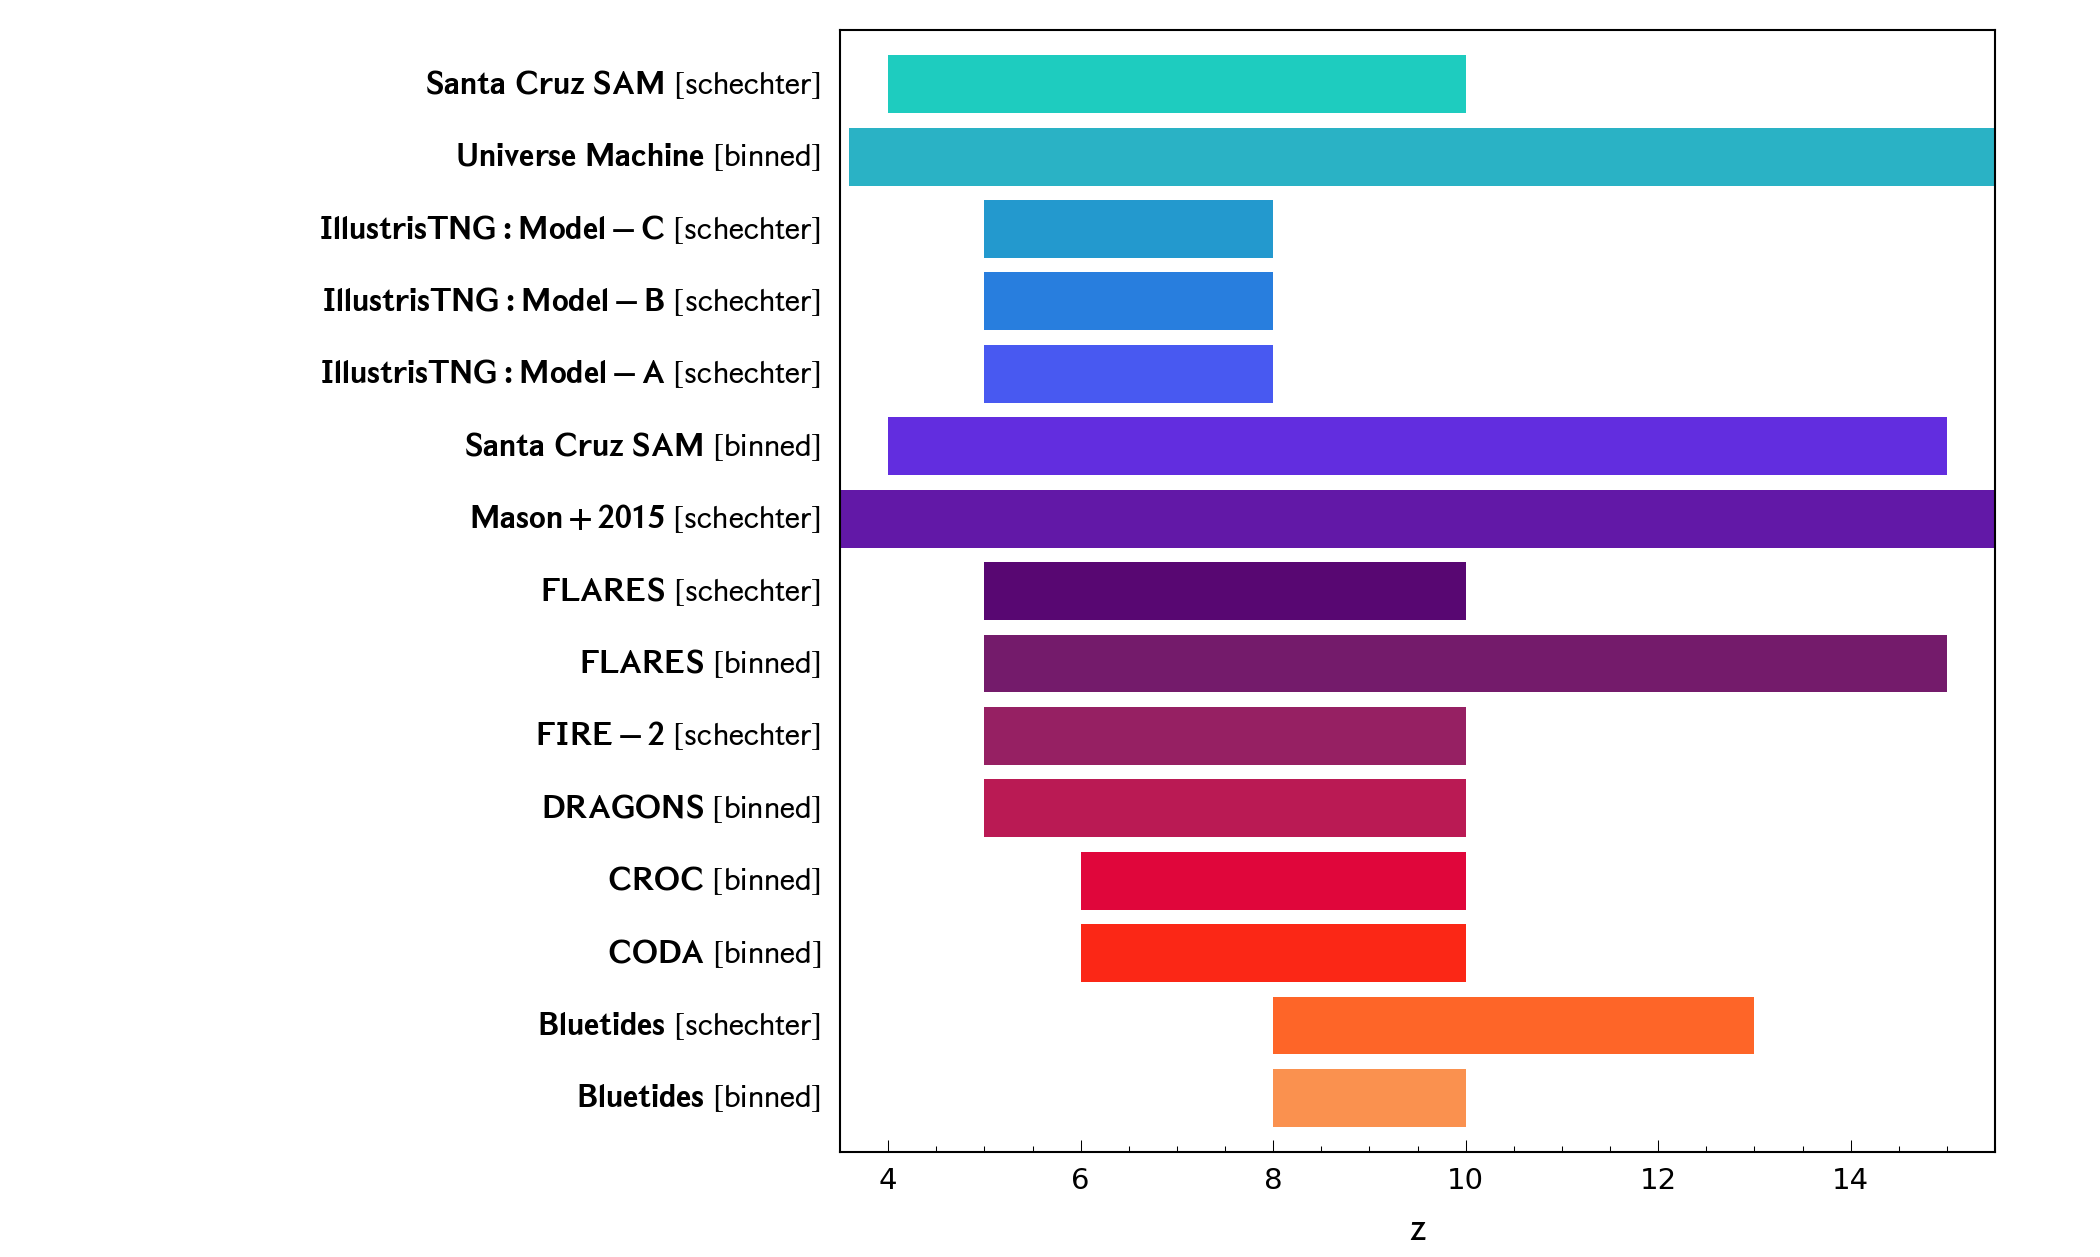 Santa Cruz SAM [schechter]
Universe Machine [binned]
IllustrisTNG : Model − C [schechter]
IllustrisTNG : Model − B [schechter]
IllustrisTNG : Model − A [schechter]
Santa Cruz SAM [binned]
Mason + 2015 [schechter]
FLARES [schechter]
FLARES [binned]
FIRE − 2 [schechter]
DRAGONS [binned]
CROC [binned]
CODA [binned]
Bluetides [schechter]
Bluetides [binned]
4 6 8 10 12 14
z